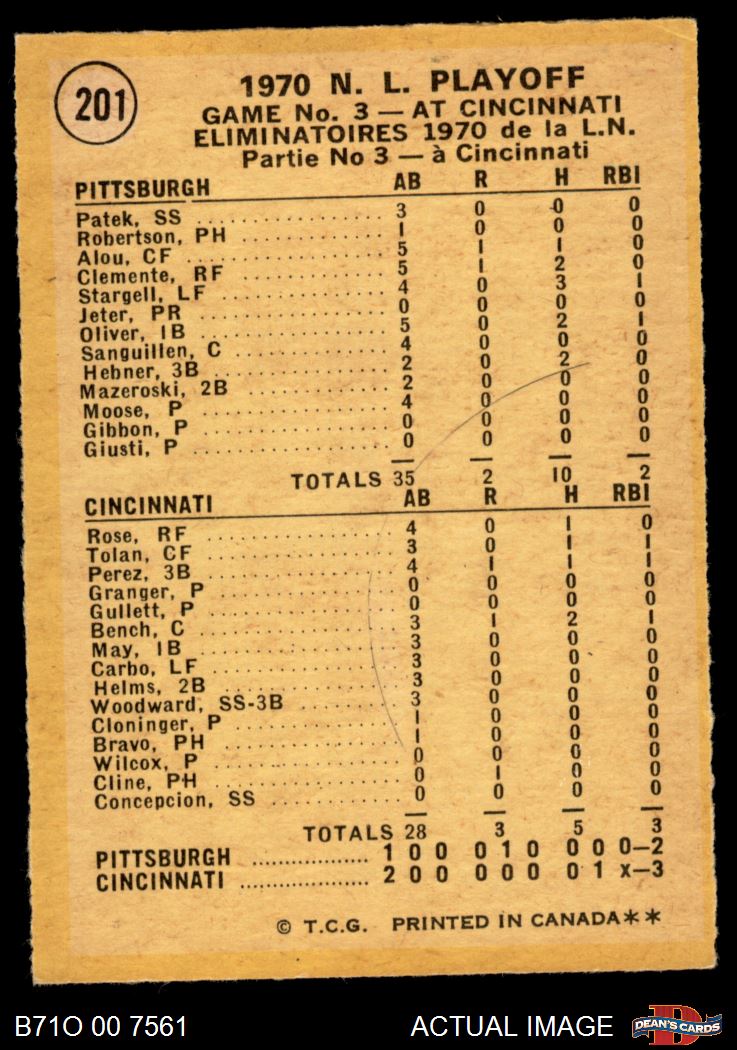 201
1970 N. L. PLAYOFF
GAME No. 3 — AT CINCINNATI
ELIMINATOIRES 1970 de la L.N.
Partie No 3 — à Cincinnati
PITTSBURGH AB R H RBI
Patek, SS 3 0 0 0
Robertson, PH 1 0 0 0
Alou, CF 5 1 1 0
Clemente, RF 5 1 2 0
Stargell, LF 4 0 3 1
Jeter, PR 0 0 0 0
Oliver, 1B 5 0 2 1
Sanguillen, C 4 0 0 0
Hebner, 3B 2 0 2 0
Mazeroski, 2B 2 0 0 0
Moose, P 4 0 0 0
Gibbon, P 0 0 0 0
Giusti, P 0 0 0 0
TOTALS 35 2 10 2
CINCINNATI AB R H RBI
Rose, RF 4 0 1 0
Tolan, CF 3 0 1 1
Perez, 3B 4 1 1 1
Granger, P 0 0 0 0
Gullett, P 0 0 0 0
Bench, C 3 1 2 1
May, 1B 3 0 0 0
Carbo, LF 3 0 0 0
Helms, 2B 3 0 0 0
Woodward, SS-3B 3 0 0 0
Cloninger, P 1 0 0 0
Bravo, PH 1 0 0 0
Wilcox, P 0 0 0 0
Cline, PH 0 1 0 0
Concepcion, SS 0 0 0 0
TOTALS 28 3 5 3
PITTSBURGH 1 0 0 0 1 0 0 0 0—2
CINCINNATI 2 0 0 0 0 0 0 1 x—3
© T.C.G. PRINTED IN CANADA**
B71O 00 7561 ACTUAL IMAGE DEAN'S CARDS